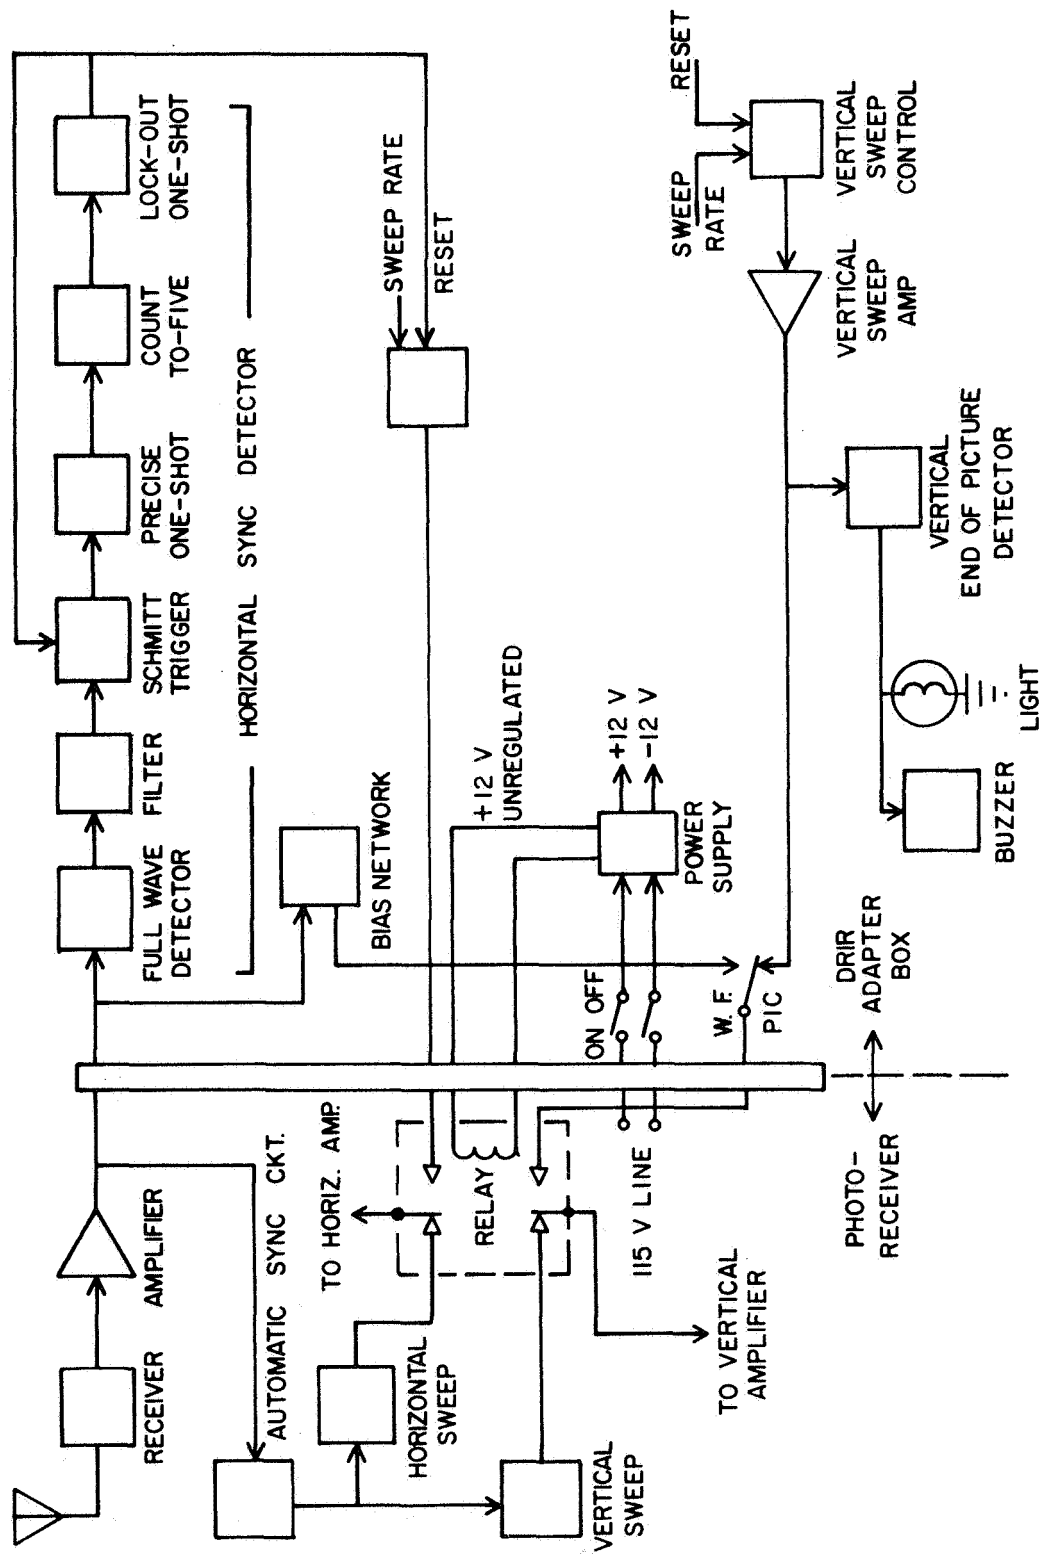 RECEIVER
AMPLIFIER
FULL WAVE
DETECTOR
FILTER
SCHMITT
TRIGGER
PRECISE
ONE-SHOT
COUNT
TO-FIVE
LOCK-OUT
ONE-SHOT
HORIZONTAL SYNC DETECTOR
AUTOMATIC SYNC CKT.
TO HORIZ. AMP.
BIAS NETWORK
SWEEP RATE
RESET
HORIZONTAL
SWEEP
RELAY
+12 V
UNREGULATED
VERTICAL
SWEEP
115 V LINE
ON OFF
+12 V
-12 V
POWER
SUPPLY
TO VERTICAL
AMPLIFIER
W. F.
PIC
SWEEP
RATE
RESET
VERTICAL
SWEEP
AMP
VERTICAL
SWEEP
CONTROL
PHOTO-
RECEIVER
DRIR
ADAPTER
BOX
BUZZER
LIGHT
VERTICAL
END OF PICTURE
DETECTOR